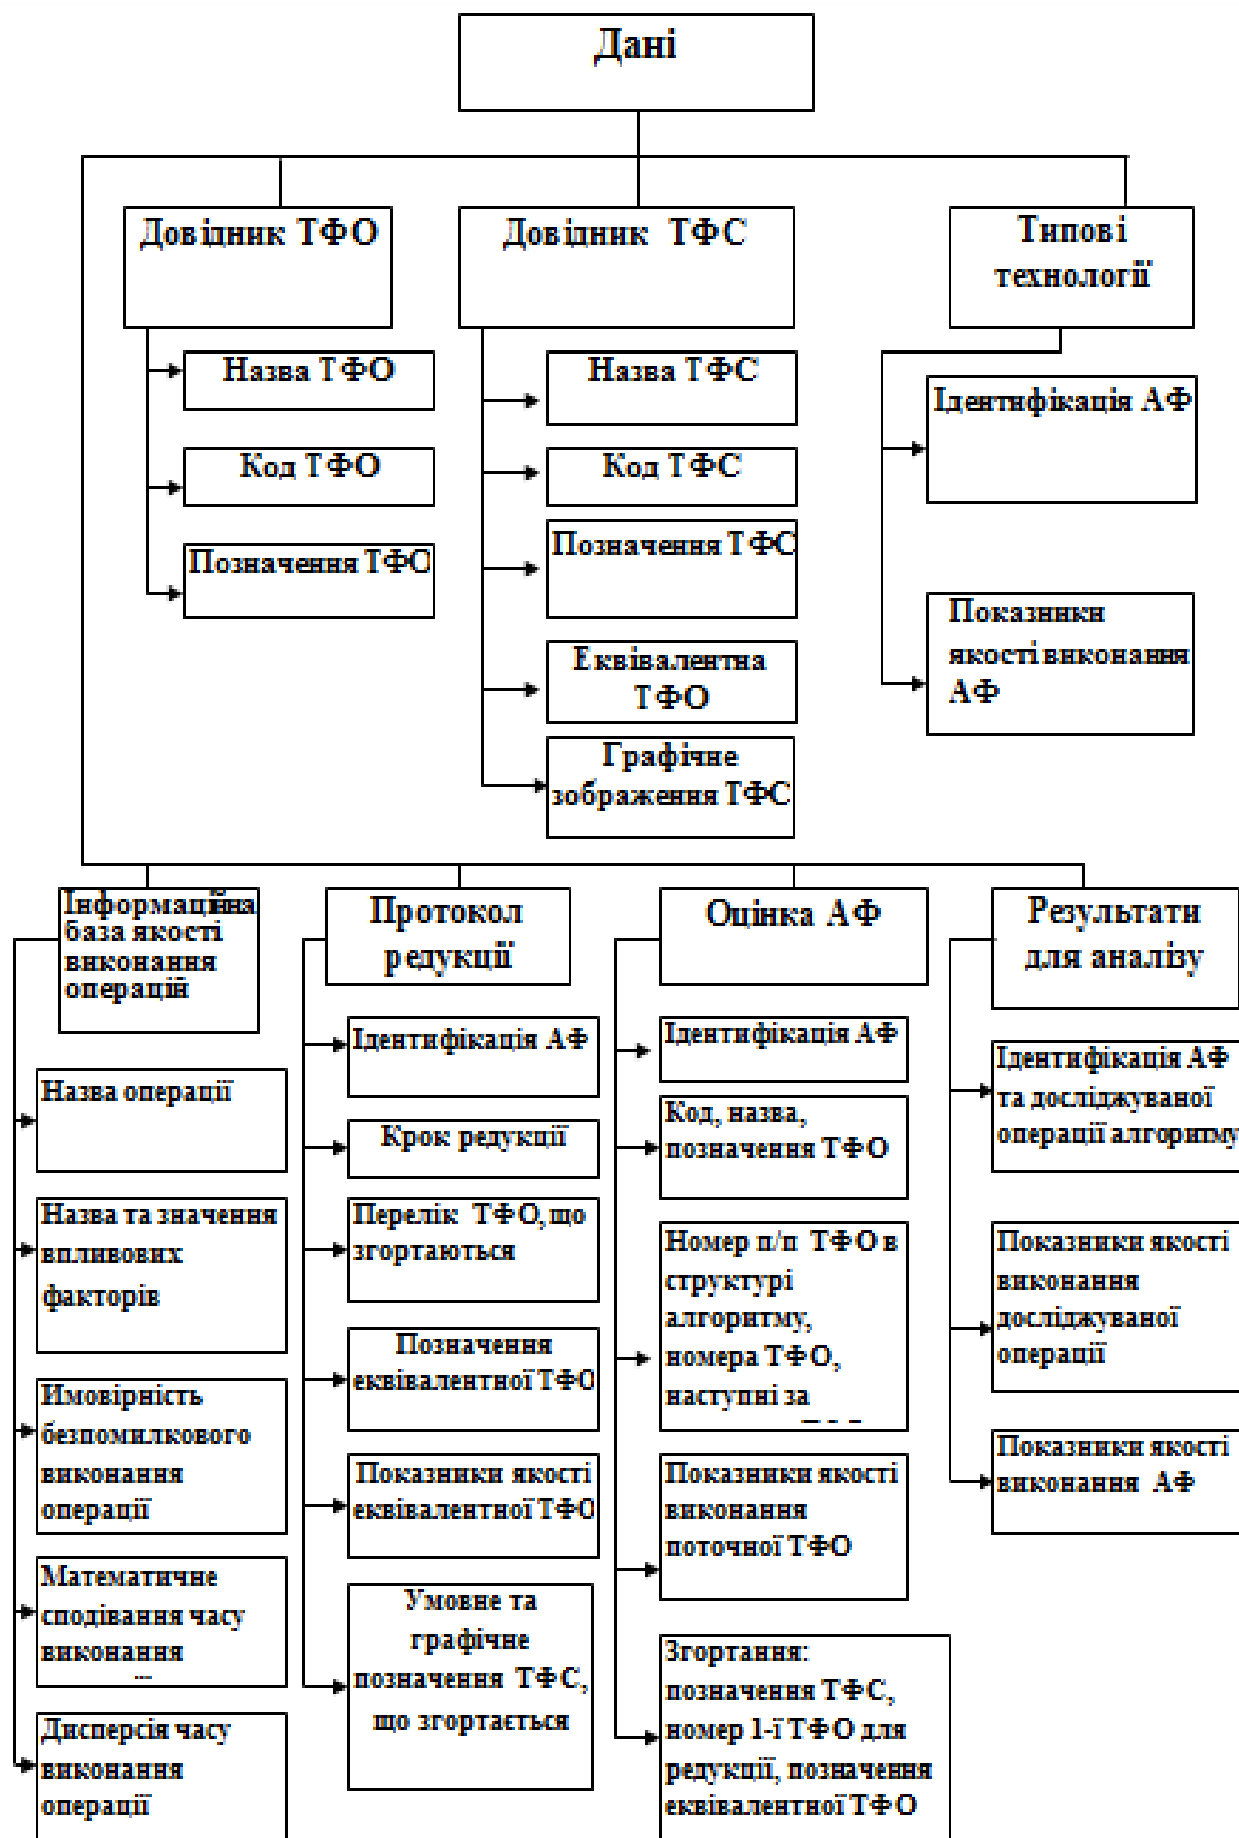 Дані
Довідник ТФО
Назва ТФО
Код ТФО
Позначення ТФО
Довідник ТФС
Назва ТФС
Код ТФС
Позначення ТФС
Еквівалентна
ТФО
Графічне
зображення ТФС
Типові
технології
Ідентифікація АФ
Показники
якості виконання
АФ
Інформаційна
база якості
виконання
операцій
Назва операції
Назва та значення
впливових
факторів
Имовірність
безпомилкового
виконання
операції
Математичне
сподівання часу
виконання
Дисперсія часу
виконання
операції
Протокол
редукції
Ідентифікація АФ
Крок редукції
Перелік ТФО, що
згортаються
Позначення
еквівалентної ТФО
Показники якості
еквівалентної ТФО
Умовне та
графічне
позначення ТФС,
що згортається
Оцінка АФ
Ідентифікація АФ
Код, назва,
позначення ТФО
Номер п/п ТФО в
структурі
алгоритму,
номера ТФО,
наступні за
Показники якості
виконання
поточної ТФО
Згортання:
позначення ТФС,
номер 1-ї ТФО для
редукції, позначення
еквівалентної ТФО
Результати
для аналізу
Ідентифікація АФ
та досліджуваної
операції алгоритму
Показники якості
виконання
досліджуваної
операції
Показники якості
виконання АФ